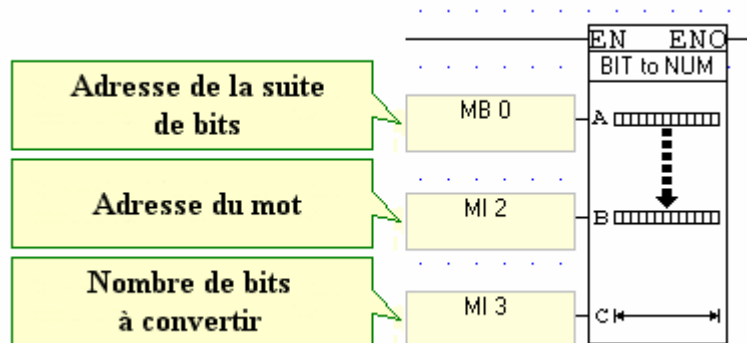 EN ENO
BIT to NUM
Adresse de la suite
de bits
MB 0
A
Adresse du mot
MI 2
B
Nombre de bits
à convertir
MI 3
C